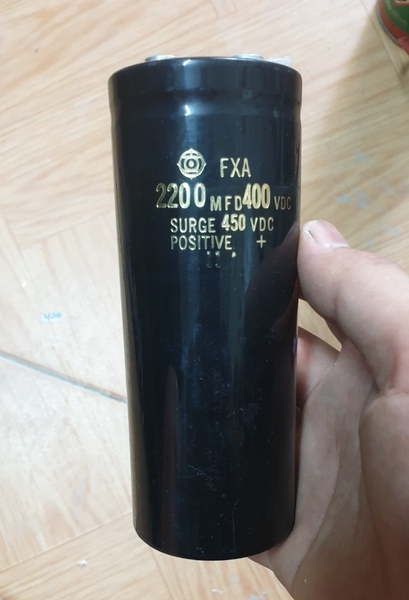 FXA
2200 MFD 400 VDC
SURGE 450 VDC
POSITIVE +